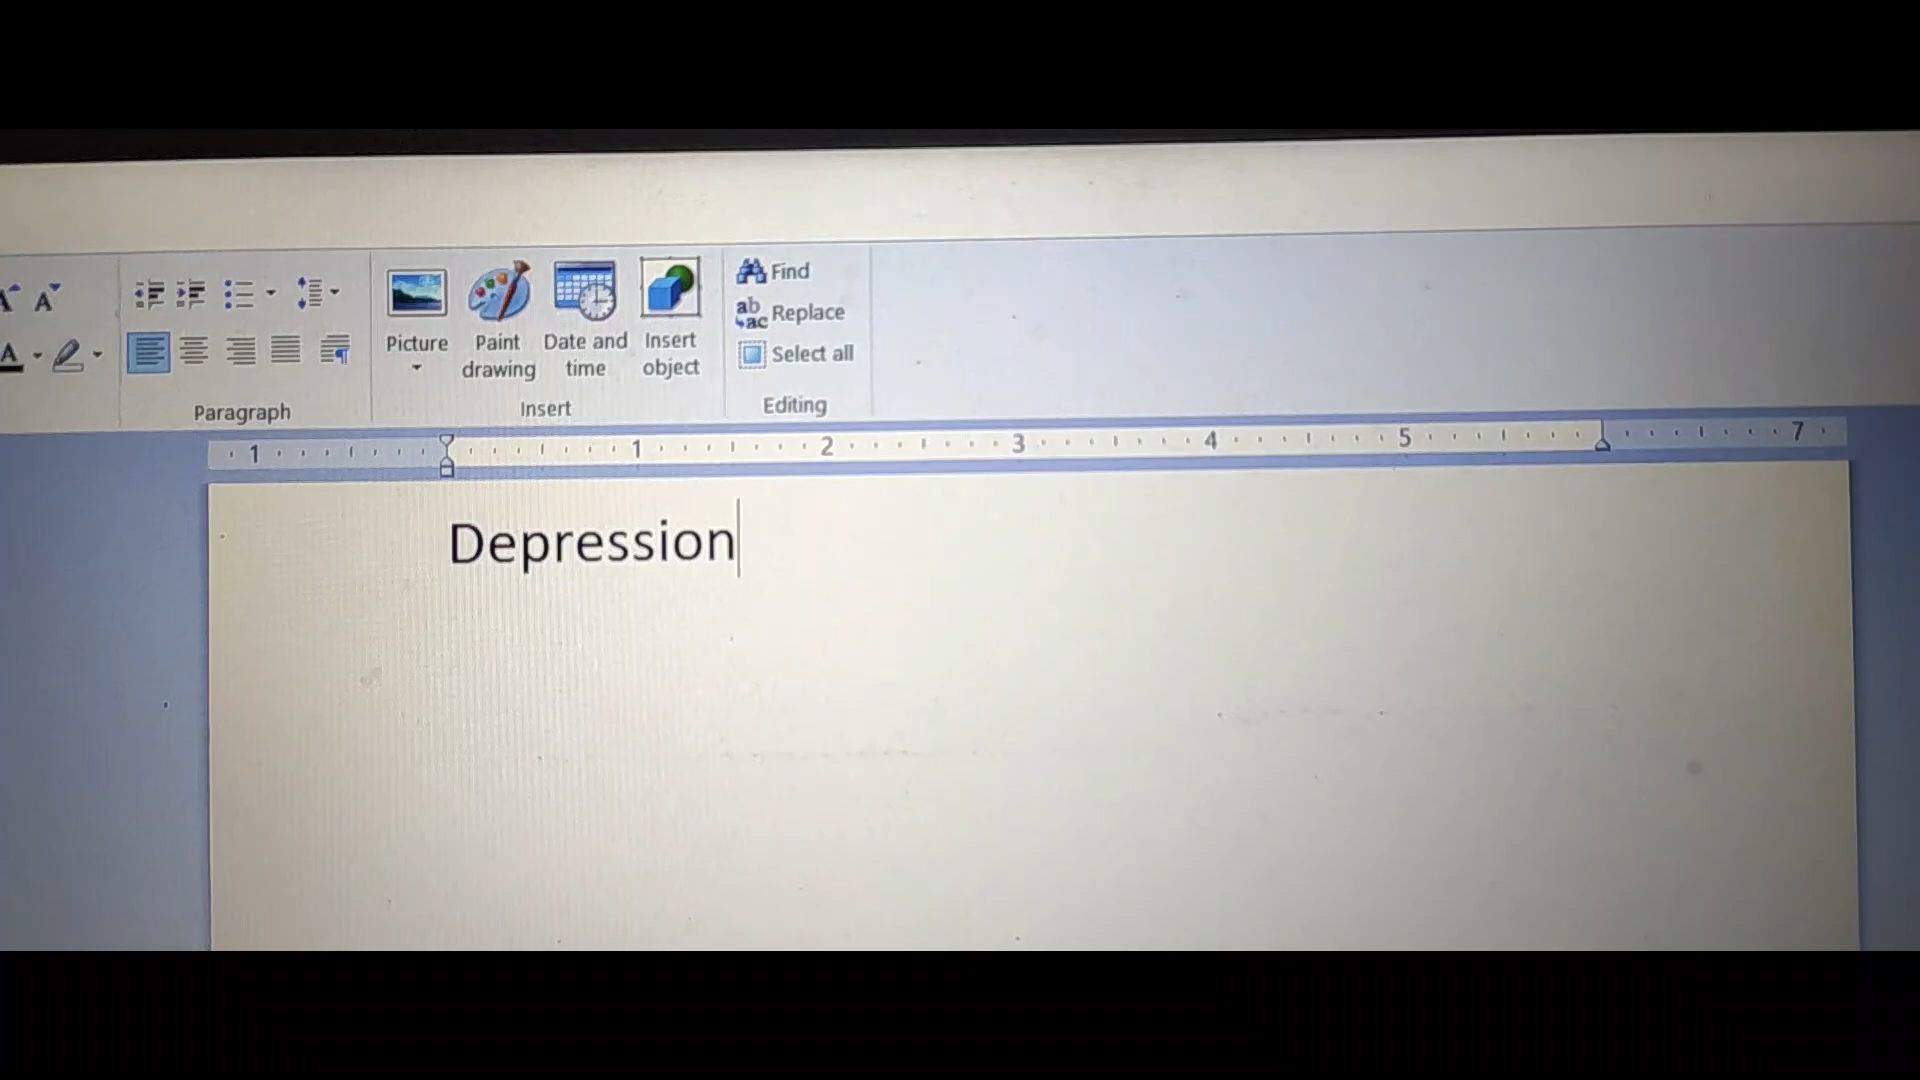 A A
Find
Replace
Select all
A
Picture
Paint drawing
Date and time
Insert object
Paragraph
Insert
Editing
1 1 2 3 4 5 7
Depression